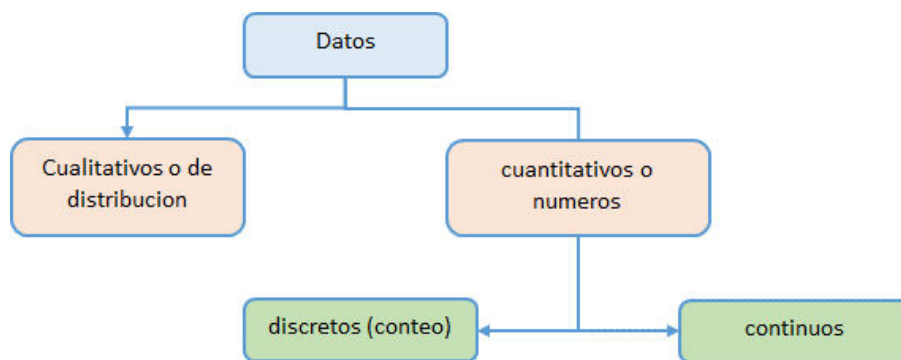 Datos
Cualitativos o de
distribucion
cuantitativos o
numeros
discretos (conteo)
continuos